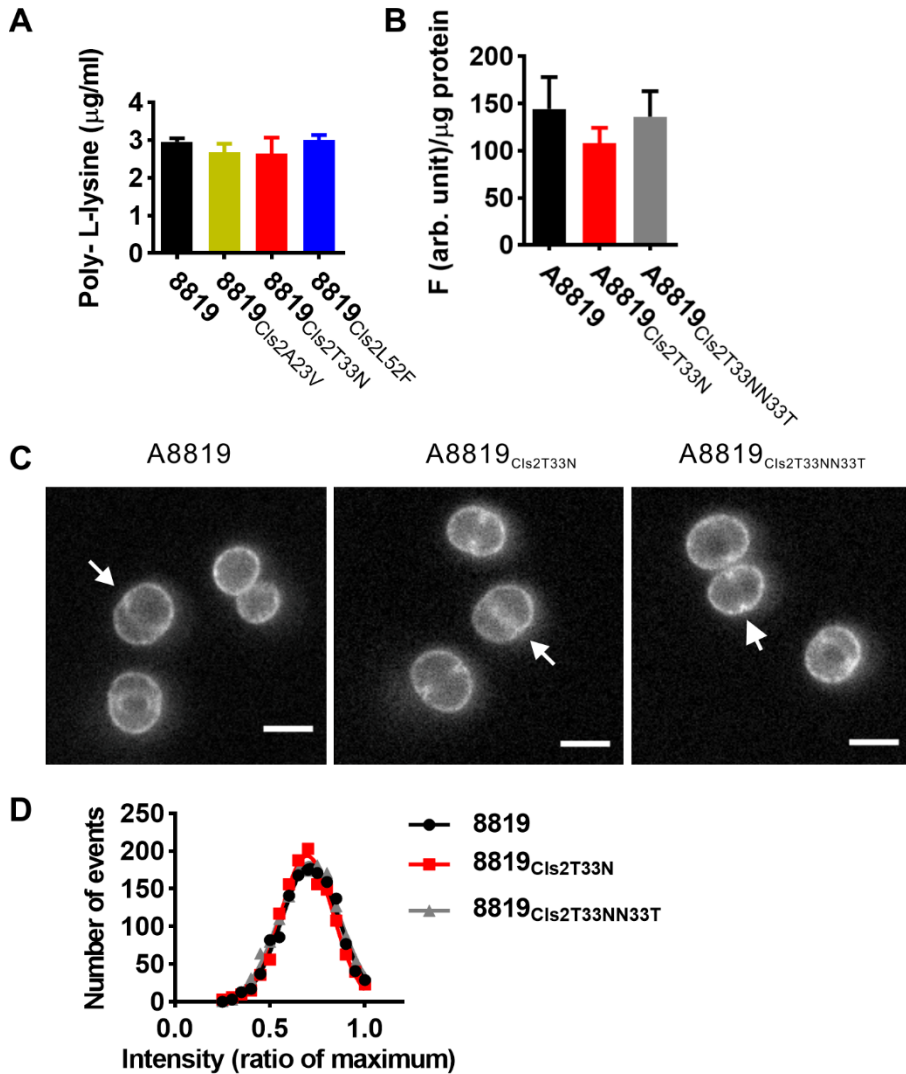 A
Poly- L-lysine (μg/ml)
4
3
2
1
0
8819
8819Cls2A23V
8819Cls2T33N
8819Cls2L52F
B
F (arb. unit)/μg protein
200
150
100
50
0
A8819
A8819Cls2T33N
A8819Cls2T33NN33T
C
A8819
A8819Cls2T33N
A8819Cls2T33NN33T
D
Number of events
250
200
150
100
50
0
0.0
0.5
1.0
Intensity (ratio of maximum)
8819
8819Cls2T33N
8819Cls2T33NN33T